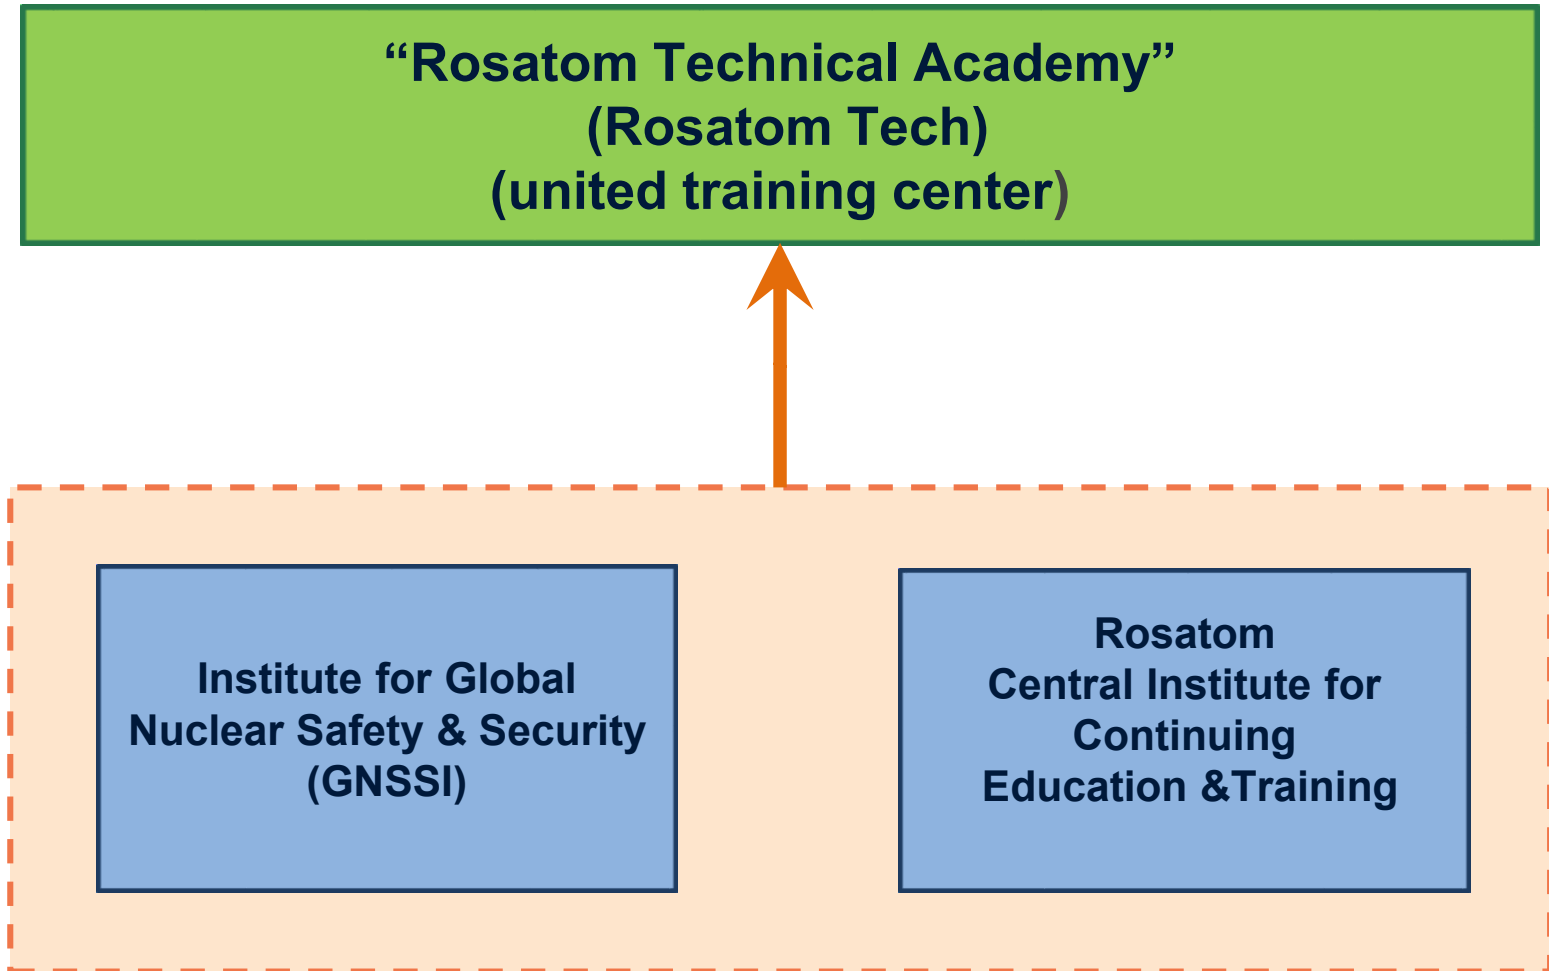 “Rosatom Technical Academy”
(Rosatom Tech)
(united training center)
Institute for Global
Nuclear Safety & Security
(GNSSI)
Rosatom
Central Institute for
Continuing
Education &Training